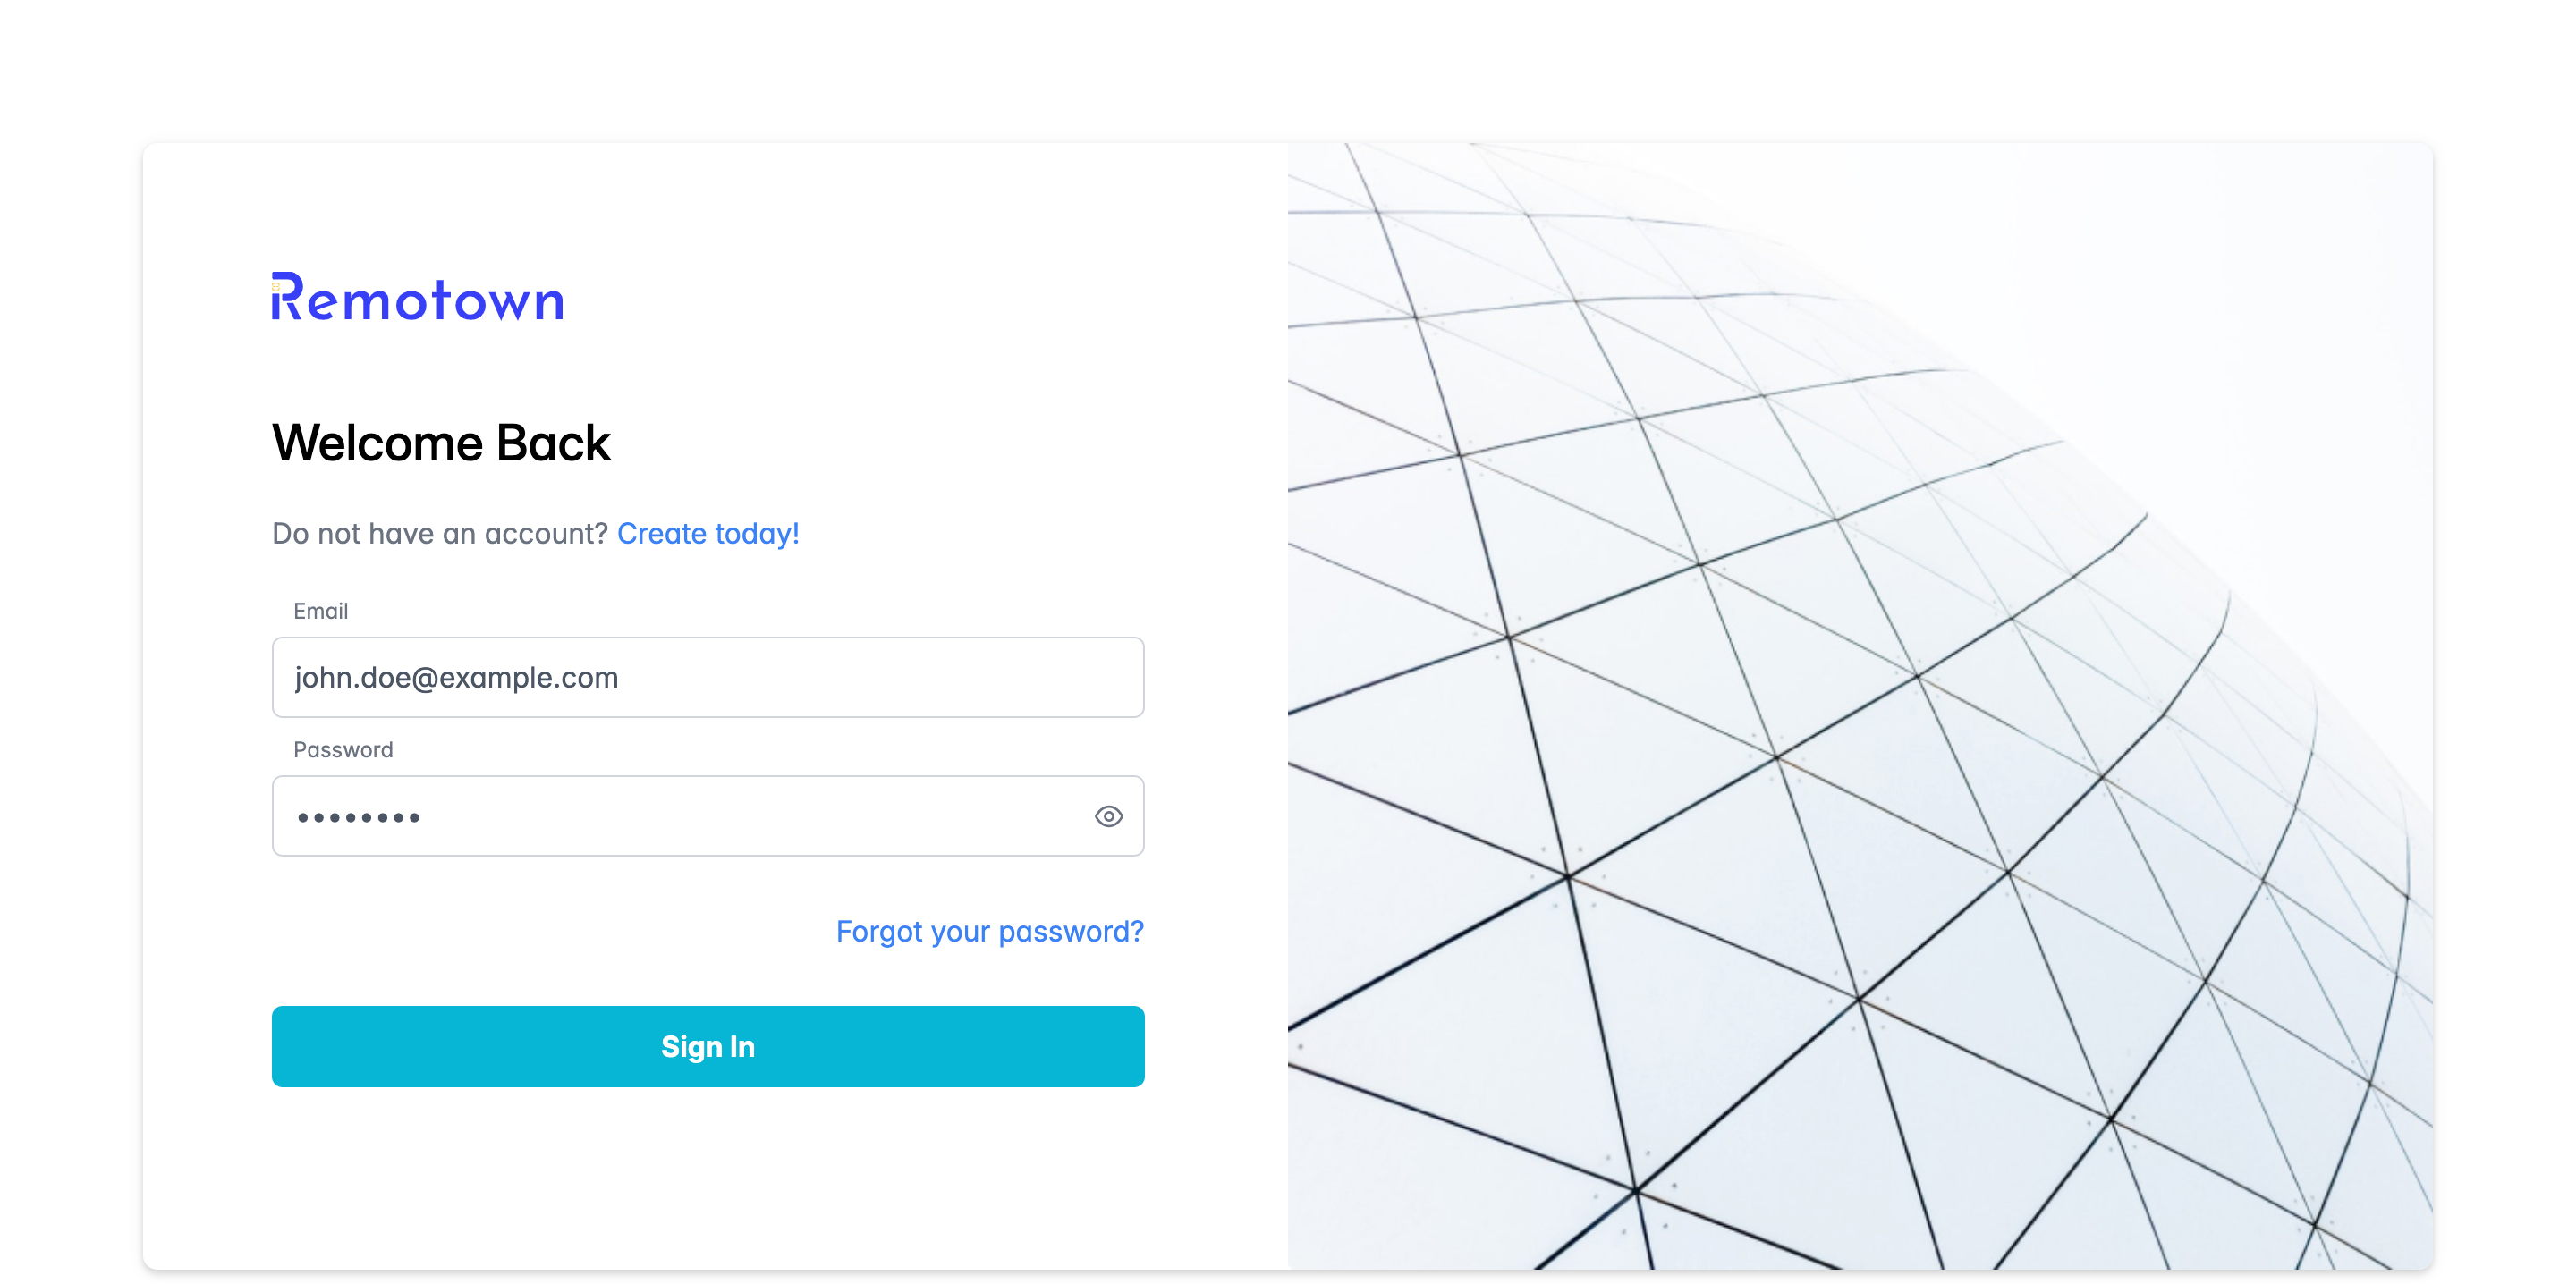 Remotown
Welcome Back
Do not have an account? Create today!
Email
john.doe@example.com
Password
••••••••
Forgot your password?
Sign In